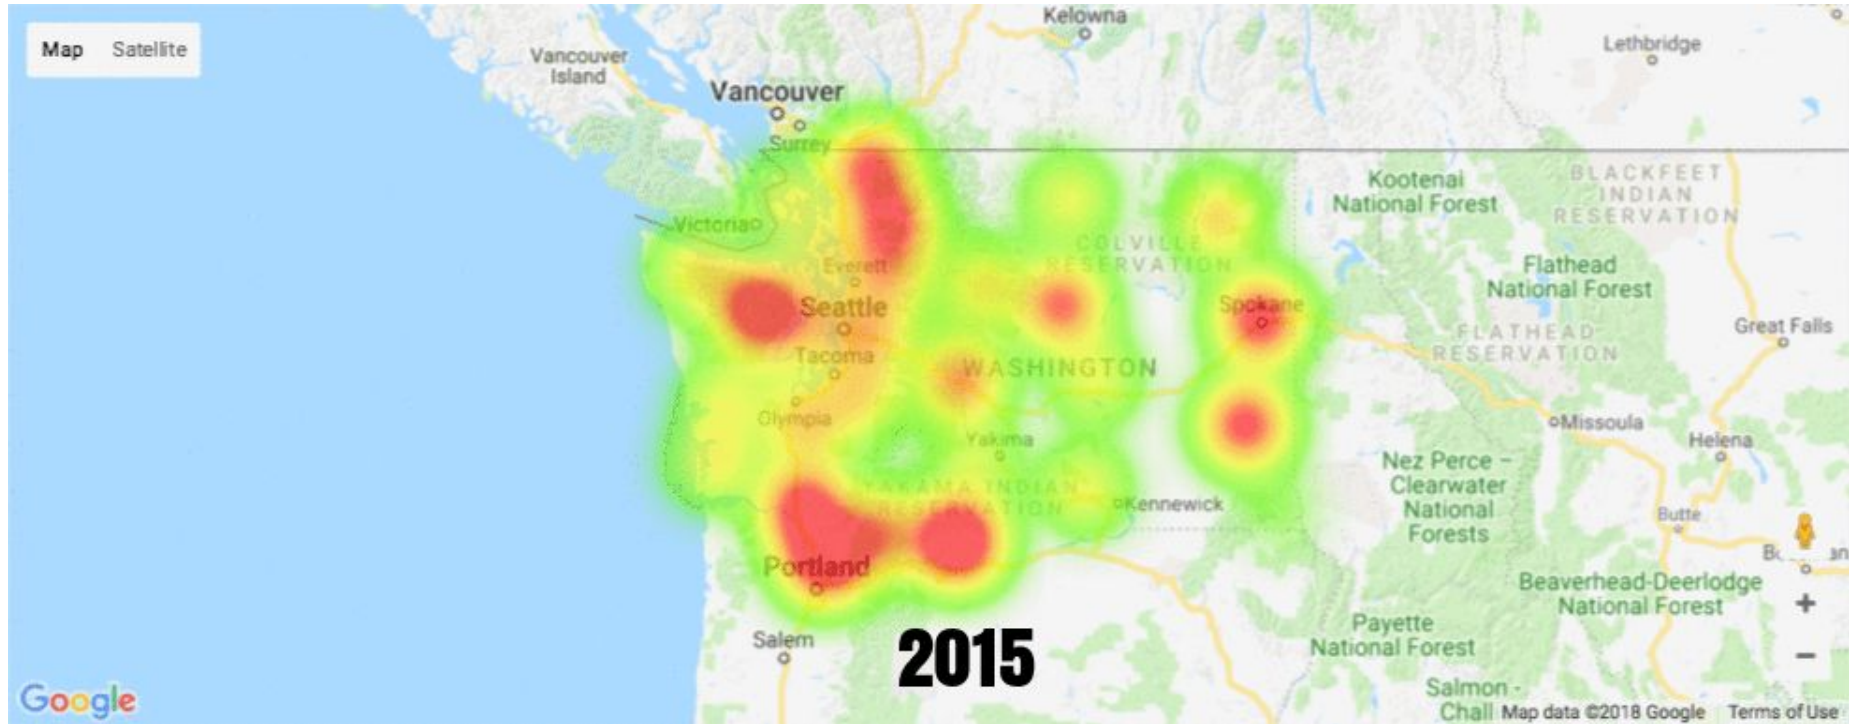 Map Satellite
Kelowna
Lethbridge
Vancouver
Island
Vancouver
Surrey
Kootenai
National Forest
BLACKFEET
INDIAN
RESERVATION
Victoria
COLVILLE
RESERVATION
Everett
Flathead
National Forest
Seattle
Spokane
FLATHEAD
RESERVATION
Great Falls
Tacoma
WASHINGTON
Olympia
Yakima
Missoula
Helena
Nez Perce -
Clearwater
National
Forests
YAKAMA INDIAN
RESERVATION
Kennewick
Butte
Portland
Beaverhead-Deerlodge
National Forest
Salem
2015
Payette
National Forest
Salmon -
Google
Map data ©2018 Google Terms of Use